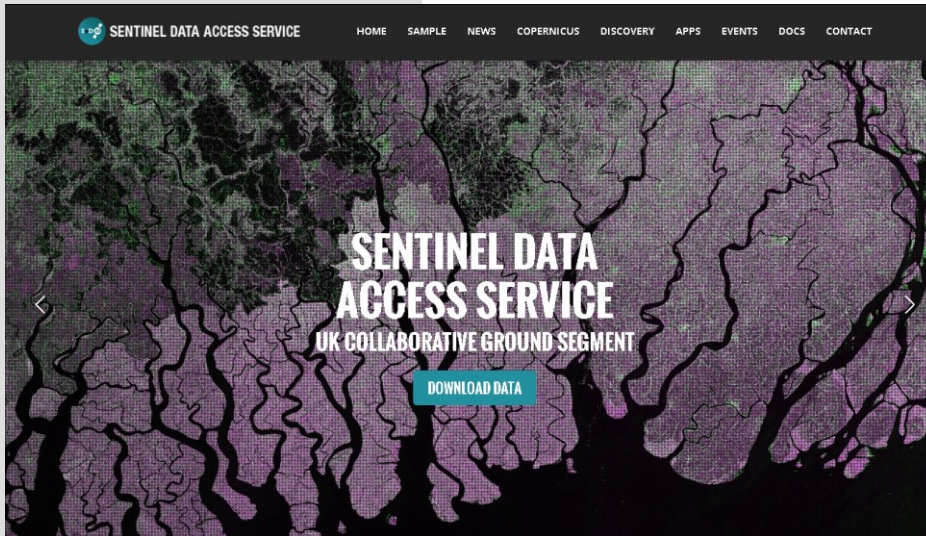 SENTINEL DATA ACCESS SERVICE
HOME SAMPLE NEWS COPERNICUS DISCOVERY APPS EVENTS DOCS CONTACT
SENTINEL DATA
ACCESS SERVICE
UK COLLABORATIVE GROUND SEGMENT
DOWNLOAD DATA